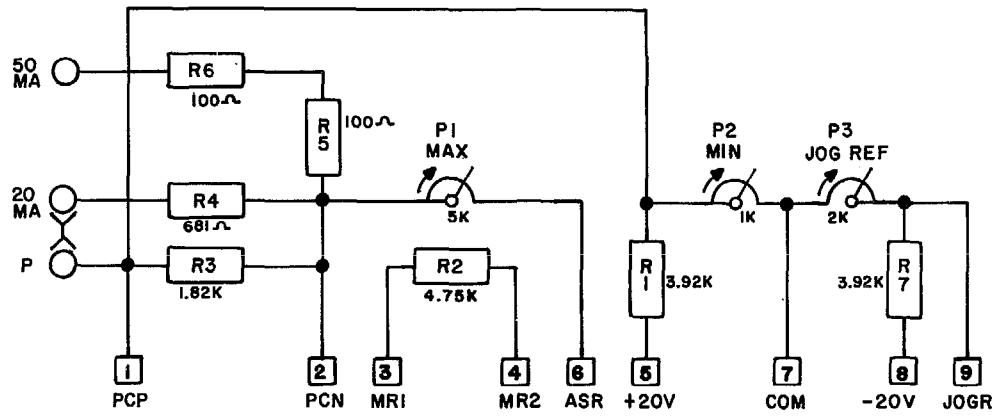 50
MA
R6
100Ω
R
5
100Ω
P1
MAX
5K
P2
MIN
1K
P3
JOG REF
2K
20
MA
R4
681Ω
P
R3
1.82K
R2
4.75K
R
1
3.92K
3.92K
R
7
1
2
3
4
6
5
7
8
9
PCP
PCN
MR1
MR2
ASR
+20V
COM
-20V
JOGR